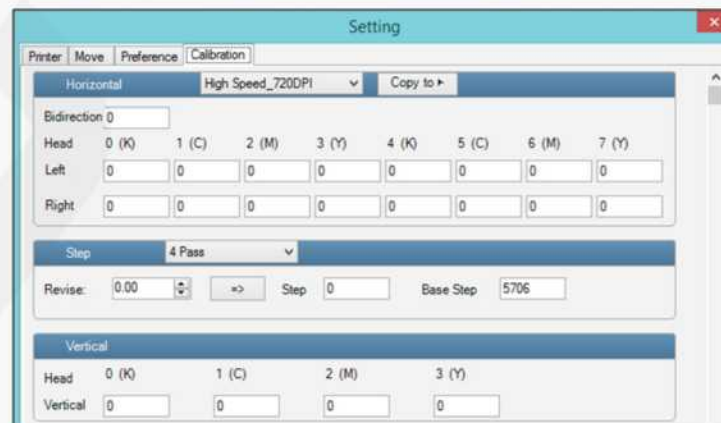 Setting
Printer Move Preference Calibration
Horizontal High Speed_720DPI Copy to
Bidirection 0
Head 0 (K) 1 (C) 2 (M) 3 (Y) 4 (K) 5 (C) 6 (M) 7 (Y)
Left 0 0 0 0 0 0 0 0
Right 0 0 0 0 0 0 0 0
Step 4 Pass
Revise: 0.00 => Step 0 Base Step 5706
Vertical
Head 0 (K) 1 (C) 2 (M) 3 (Y)
Vertical 0 0 0 0